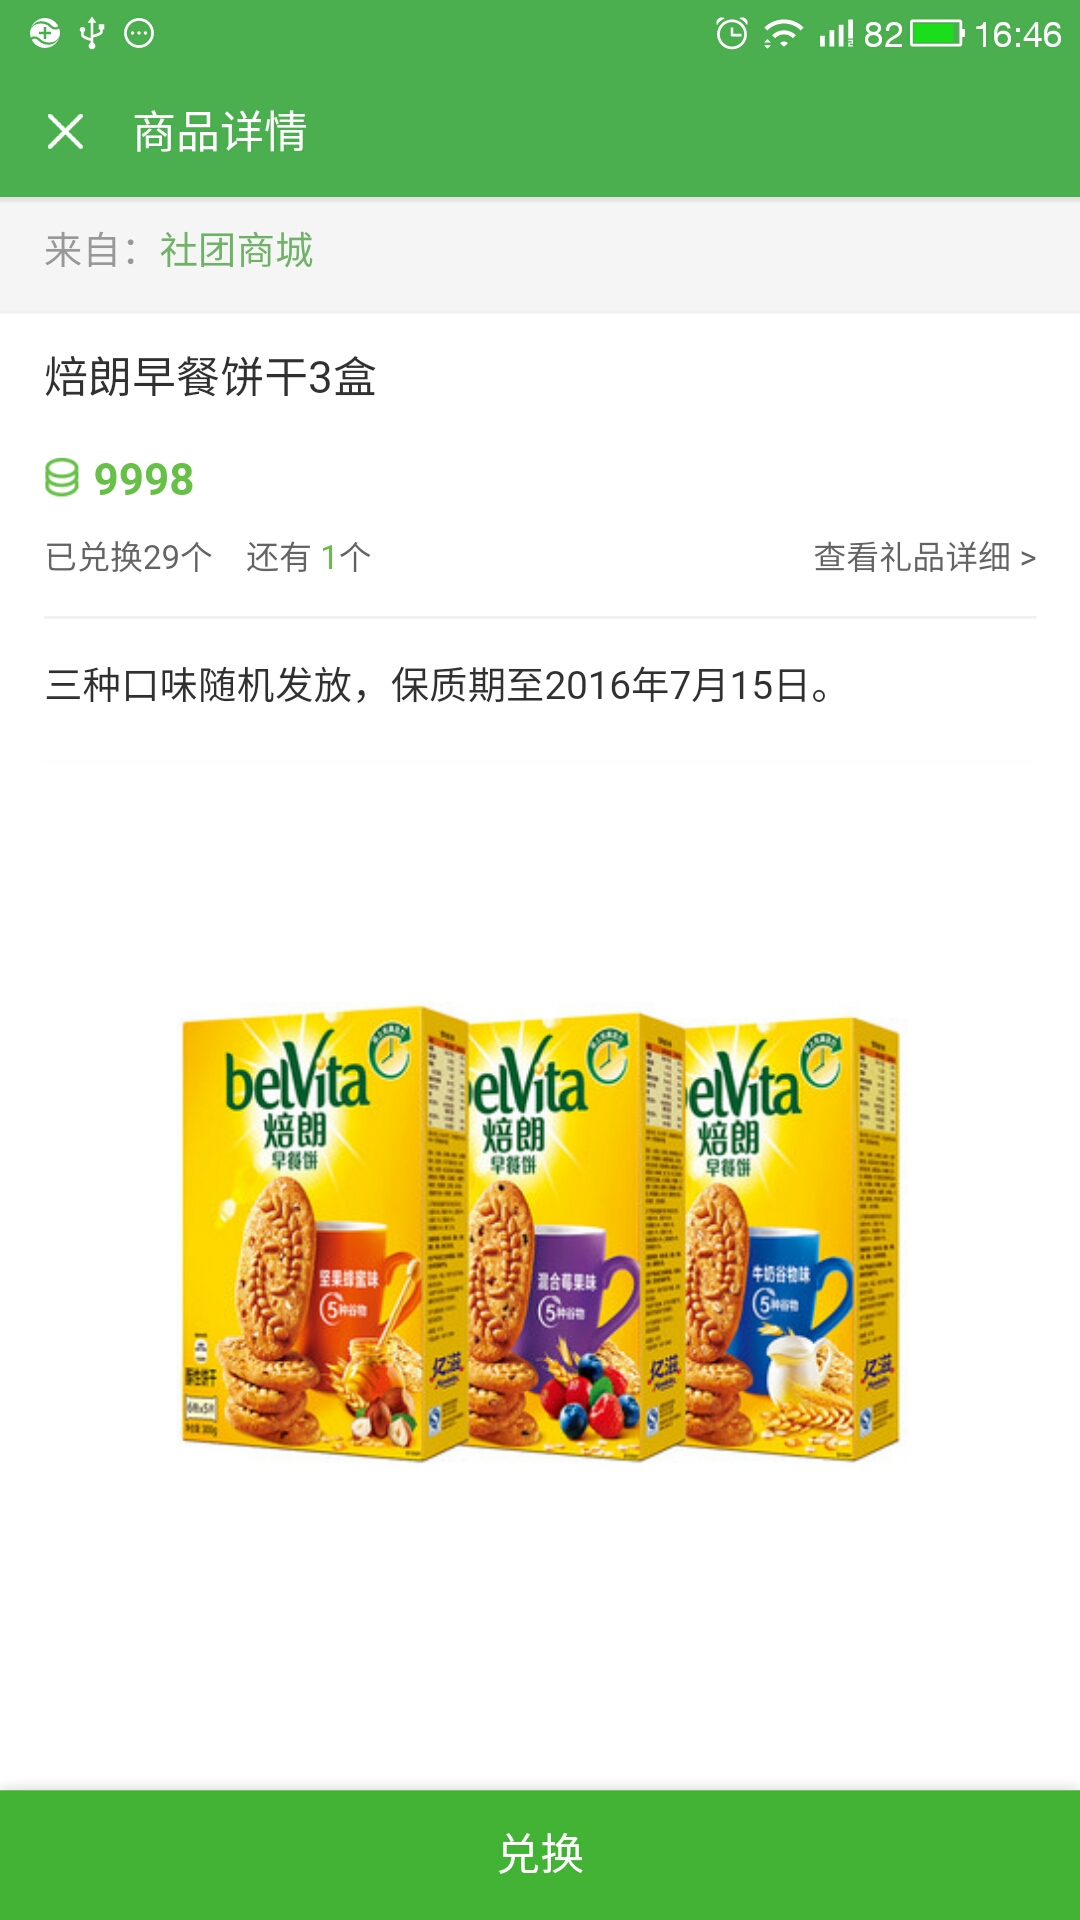 82 16:46
商品详情
来自：社团商城
焙朗早餐饼干3盒
9998
已兑换29个 还有 1个 查看礼品详细 >
三种口味随机发放，保质期至2016年7月15日。
belVita 焙朗 早餐饼
坚果蜂蜜味
5种谷物
酥性饼干
elVita 焙朗 早餐饼
混合莓果味
5种谷物
亿滋
elVita 焙朗 早餐饼
牛奶谷物味
5种谷物
亿滋
亿滋
兑换